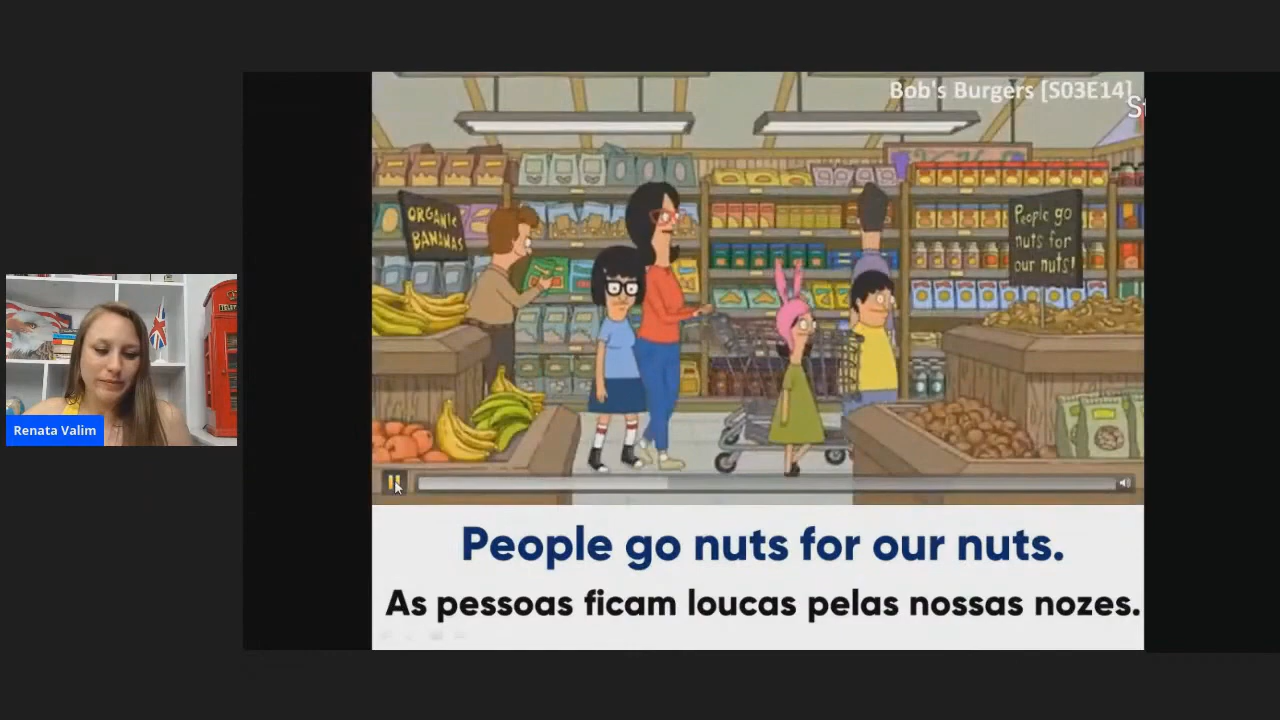 Bob's Burgers [S03E14]
ORGANIC
BANANAS
People go
nuts for
our nuts!
Renata Valim
People go nuts for our nuts.
As pessoas ficam loucas pelas nossas nozes.